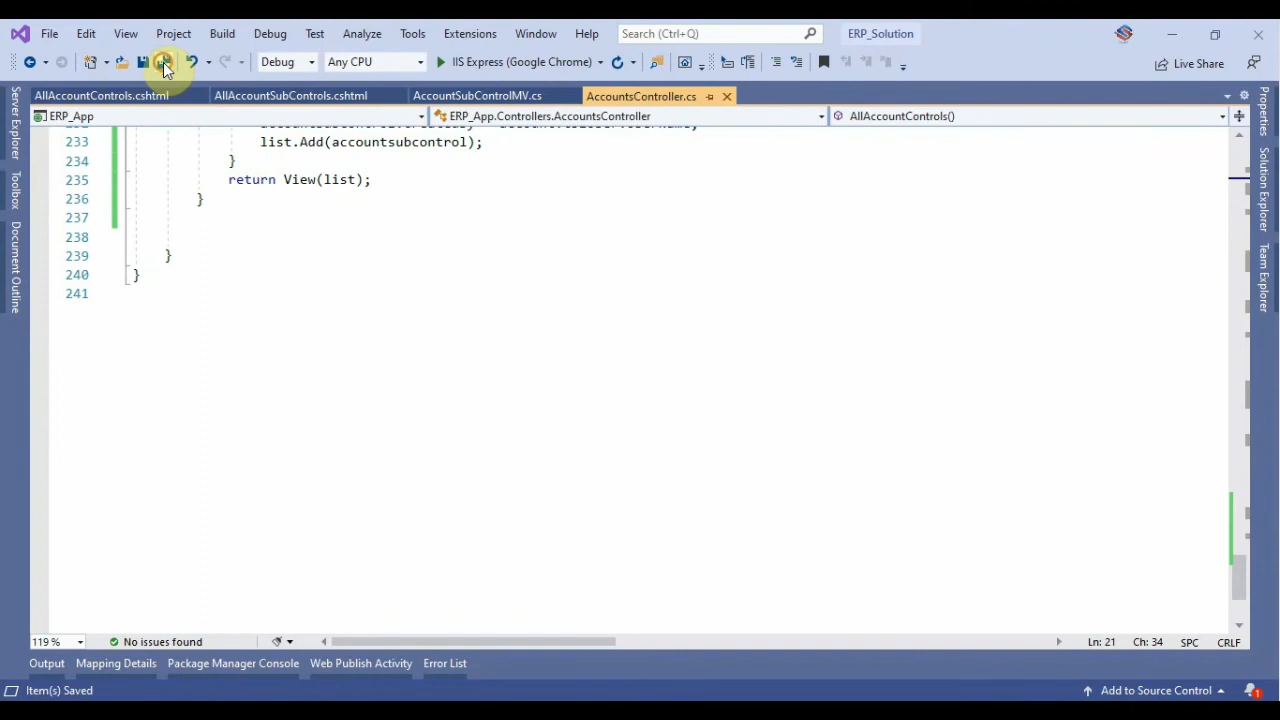 File Edit View Project Build Debug Test Analyze Tools Extensions Window Help Search (Ctrl+Q) ERP_Solution
Debug Any CPU IIS Express (Google Chrome) Live Share
AllAccountControls.cshtml AllAccountSubControls.cshtml AccountSubControlMV.cs AccountsController.cs
ERP_App ERP_App.Controllers.AccountsController AllAccountControls()
233 list.Add(accountsubcontrol);
234 }
235 return View(list);
236 }
237
238
239 }
240 }
241
Server Explorer
Toolbox
Document Outline
Properties
Solution Explorer
Team Explorer
119 % No issues found Ln: 21 Ch: 34 SPC CRLF
Output Mapping Details Package Manager Console Web Publish Activity Error List
Item(s) Saved Add to Source Control 1